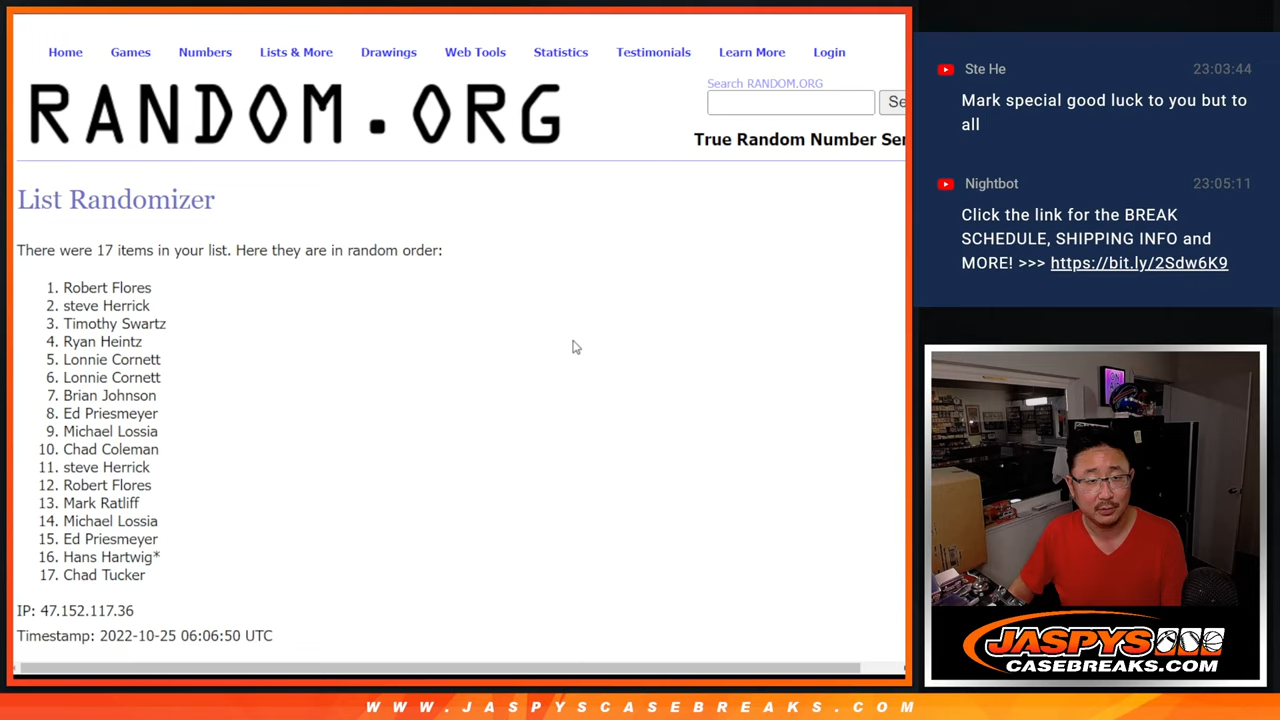 Home Games Numbers Lists & More Drawings Web Tools Statistics Testimonials Learn More Login
RANDOM.ORG
Search RANDOM.ORG
Se
True Random Number Ser
List Randomizer
There were 17 items in your list. Here they are in random order:
1. Robert Flores
2. steve Herrick
3. Timothy Swartz
4. Ryan Heintz
5. Lonnie Cornett
6. Lonnie Cornett
7. Brian Johnson
8. Ed Priesmeyer
9. Michael Lossia
10. Chad Coleman
11. steve Herrick
12. Robert Flores
13. Mark Ratliff
14. Michael Lossia
15. Ed Priesmeyer
16. Hans Hartwig*
17. Chad Tucker
IP: 47.152.117.36
Timestamp: 2022-10-25 06:06:50 UTC
Ste He 23:03:44
Mark special good luck to you but to
all
Nightbot 23:05:11
Click the link for the BREAK
SCHEDULE, SHIPPING INFO and
MORE! >>> https://bit.ly/2Sdw6K9
ON
AIR
JASPYS
CASEBREAKS.COM
WWW.JASPYSCASEBREAKS.COM